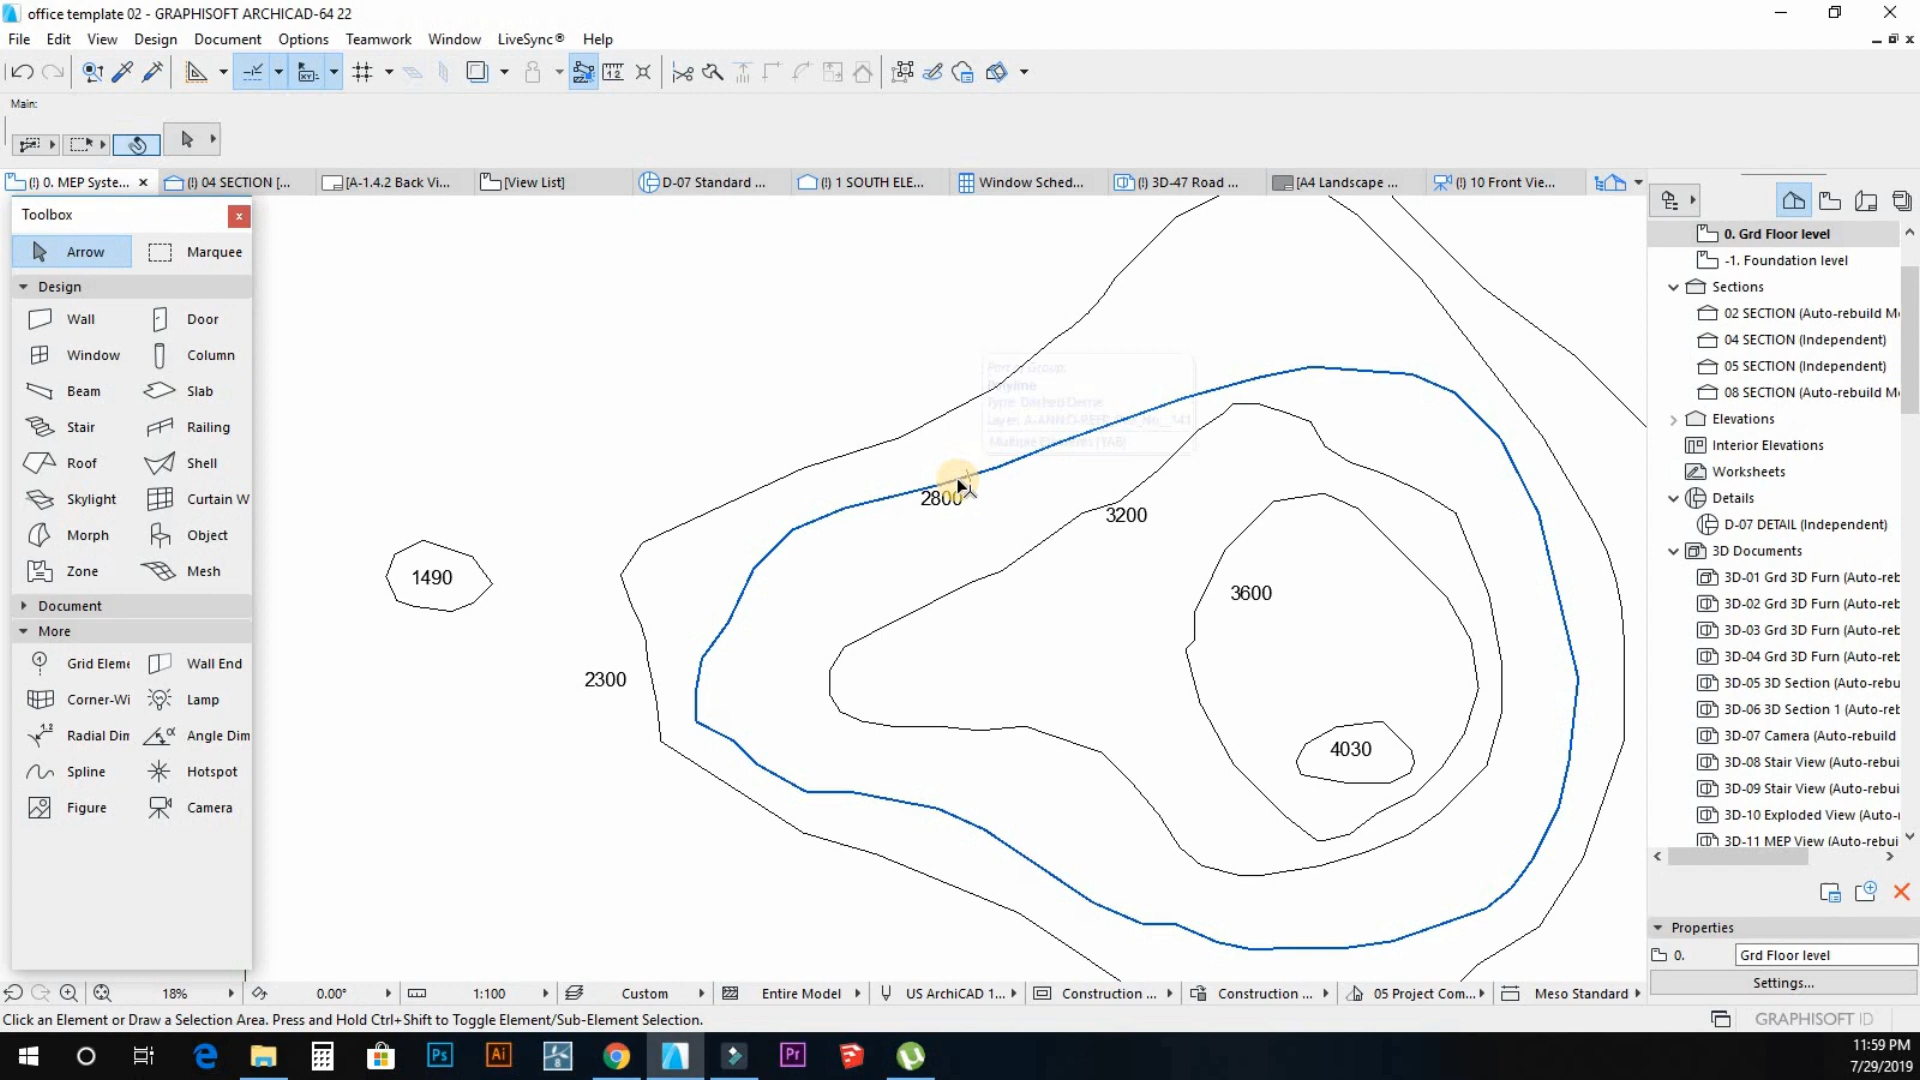 office template 02 - GRAPHISOFT ARCHICAD-64 22
File Edit View Design Document Options Teamwork Window LiveSync® Help
Main:
(!) 0. MEP Syste... (!) 04 SECTION [... [A-1.4.2 Back Vi... [View List] D-07 Standard ... (!) 1 SOUTH ELE... Window Sched... (!) 3D-47 Road ... [A4 Landscape ... (!) 10 Front Vie...
Toolbox
Arrow Marquee
Design
Wall Door
Window Column
Beam Slab
Stair Railing
Roof Shell
Skylight Curtain W
Morph Object
Zone Mesh
Document
More
Grid Eleme Wall End
Corner-Wi Lamp
Radial Din Angle Dim
Spline Hotspot
Figure Camera
Part of Group:
Polyline
Multiple Elements [TAB]
2800
3200
1490
3600
2300
4030
0. Grd Floor level
-1. Foundation level
Sections
02 SECTION (Auto-rebuild M
04 SECTION (Independent)
05 SECTION (Independent)
08 SECTION (Auto-rebuild M
Elevations
Interior Elevations
Worksheets
Details
D-07 DETAIL (Independent)
3D Documents
3D-01 Grd 3D Furn (Auto-reb
3D-02 Grd 3D Furn (Auto-reb
3D-03 Grd 3D Furn (Auto-reb
3D-04 Grd 3D Furn (Auto-reb
3D-05 3D Section (Auto-rebu
3D-06 3D Section 1 (Auto-ret
3D-07 Camera (Auto-rebuild
3D-08 Stair View (Auto-rebui
3D-09 Stair View (Auto-rebui
3D-10 Exploded View (Auto-
3D-11 MEP View (Auto-rebui
Properties
0. Grd Floor level
Settings...
18% 0.00° 1:100 Custom Entire Model US ArchiCAD 1... Construction ... Construction ... 05 Project Com... Meso Standard
Click an Element or Draw a Selection Area. Press and Hold Ctrl+Shift to Toggle Element/Sub-Element Selection.
GRAPHISOFT ID
11:59 PM
7/29/2019